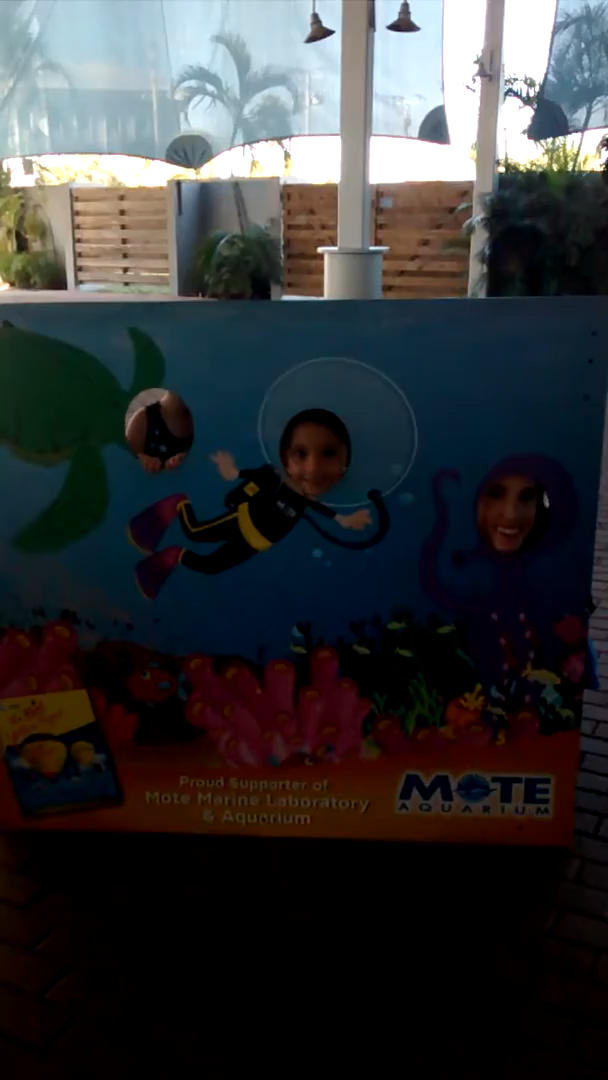 Proud Supporter of
Mote Marine Laboratory
& Aquarium
MOTE
AQUARIUM